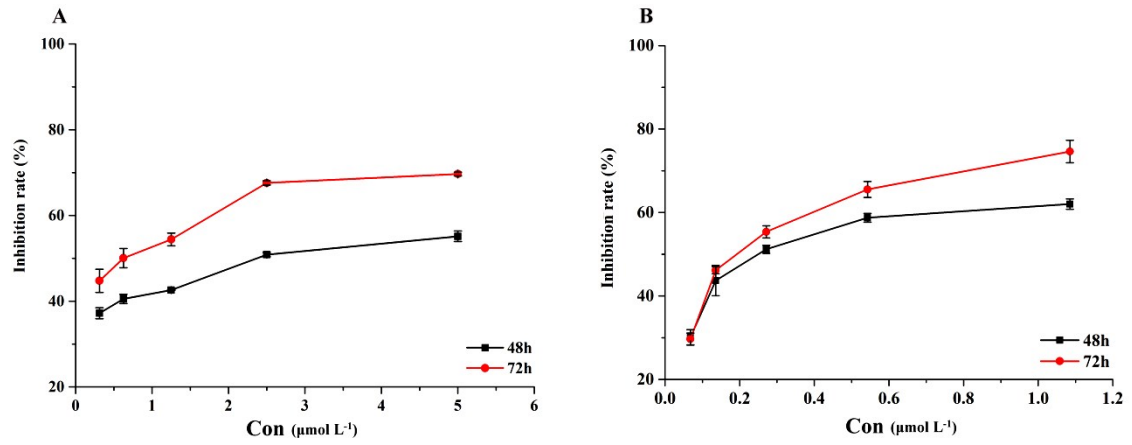 A
100
80
60
40
20
Inhibition rate (%)
0 1 2 3 4 5 6
Con (μmol L⁻¹)
48h
72h
B
100
80
60
40
20
Inhibition rate (%)
0.0 0.2 0.4 0.6 0.8 1.0 1.2
Con (μmol L⁻¹)
48h
72h